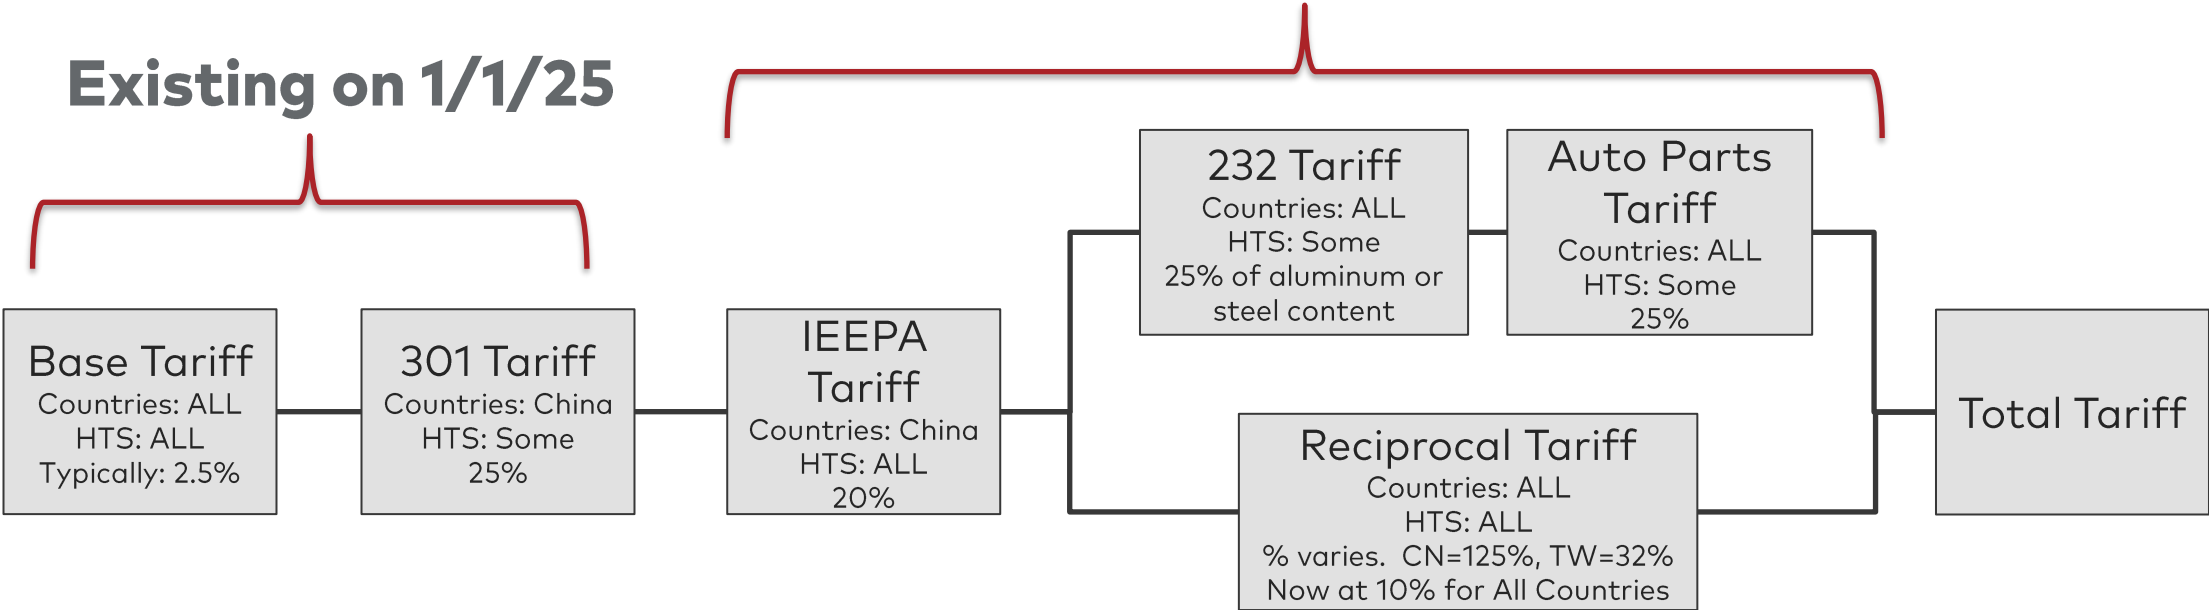 Existing on 1/1/25
Base Tariff
Countries: ALL
HTS: ALL
Typically: 2.5%
301 Tariff
Countries: China
HTS: Some
25%
IEEPA
Tariff
Countries: China
HTS: ALL
20%
232 Tariff
Countries: ALL
HTS: Some
25% of aluminum or
steel content
Auto Parts
Tariff
Countries: ALL
HTS: Some
25%
Reciprocal Tariff
Countries: ALL
HTS: ALL
% varies.  CN=125%, TW=32%
Now at 10% for All Countries
Total Tariff